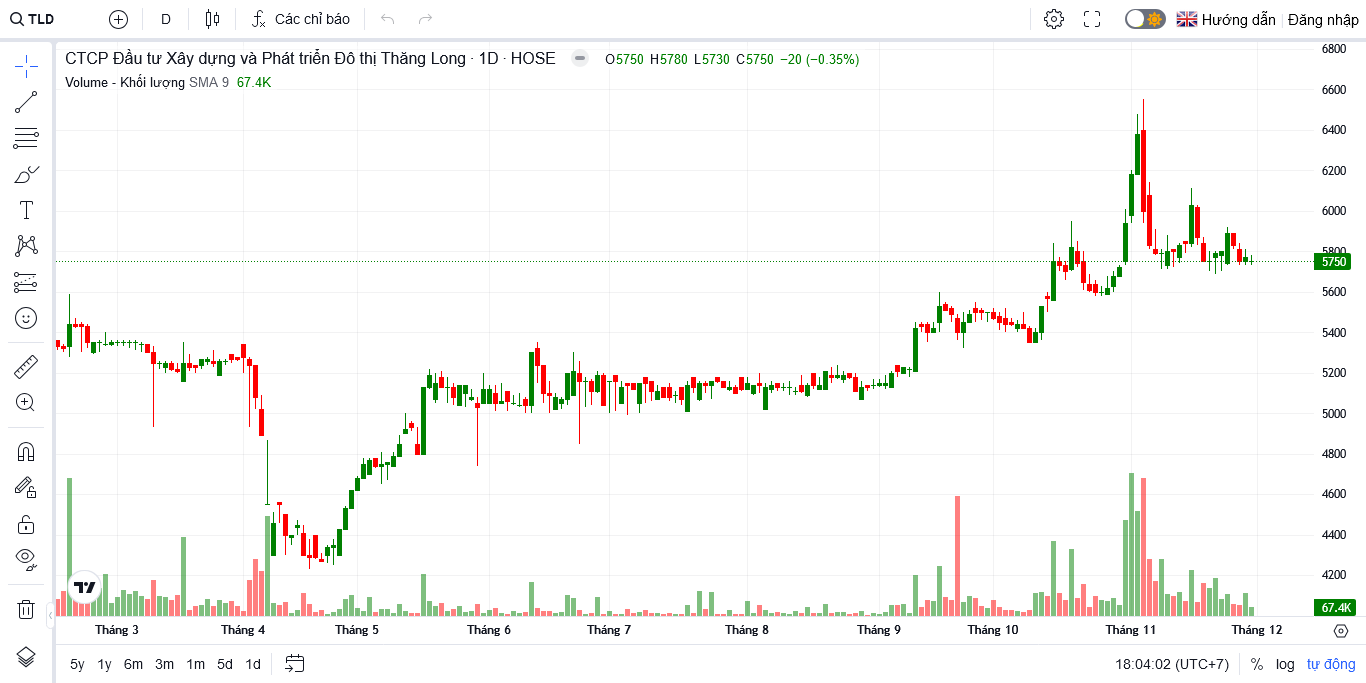 TLD D Các chỉ báo Hướng dẫn Đăng nhập
CTCP Đầu tư Xây dựng và Phát triển Đô thị Thăng Long · 1D · HOSE O5750 H5780 L5730 C5750 −20 (−0.35%)
Volume - Khối lượng SMA 9 67.4K
6800
6600
6400
6200
6000
5800
5750
5600
5400
5200
5000
4800
4600
4400
4200
67.4K
Tháng 3 Tháng 4 Tháng 5 Tháng 6 Tháng 7 Tháng 8 Tháng 9 Tháng 10 Tháng 11 Tháng 12
5y 1y 6m 3m 1m 5d 1d 18:04:02 (UTC+7) % log tự động